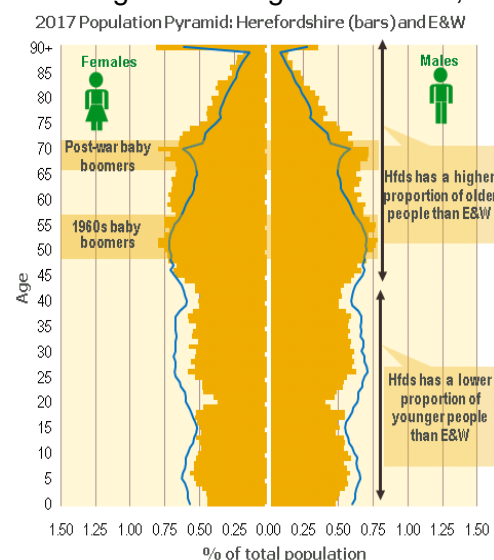 2017 Population Pyramid: Herefordshire (bars) and E&W
90+
85
80
75
70
65
60
55
50
45
40
35
30
25
20
15
10
5
0
Age
Females
Males
Post-war baby
boomers
1960s baby
boomers
Hfds has a higher
proportion of older
people than E&W
Hfds has a lower
proportion of
younger people
than E&W
1.50 1.00 0.75 0.50 0.25 0.00 0.25 0.50 0.75 1.00 1.50
% of total population